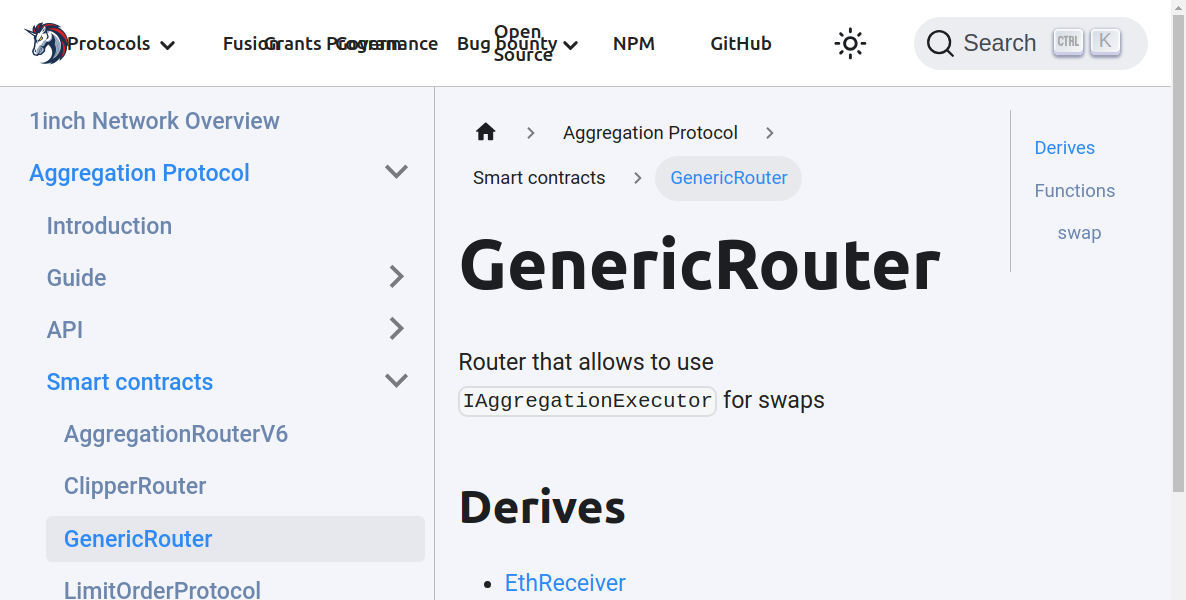 Protocols Fusion Grants Program Governance Bug bounty Open Source NPM GitHub Search CTRL K
1inch Network Overview
Aggregation Protocol
Introduction
Guide
API
Smart contracts
AggregationRouterV6
ClipperRouter
GenericRouter
LimitOrderProtocol
Aggregation Protocol
Smart contracts GenericRouter
GenericRouter
Router that allows to use
IAggregationExecutor for swaps
Derives
EthReceiver
Derives
Functions
swap